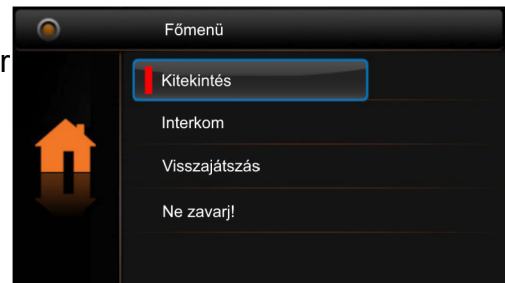 Főmenü
r
Kitekintés
Interkom
Visszajátszás
Ne zavarj!